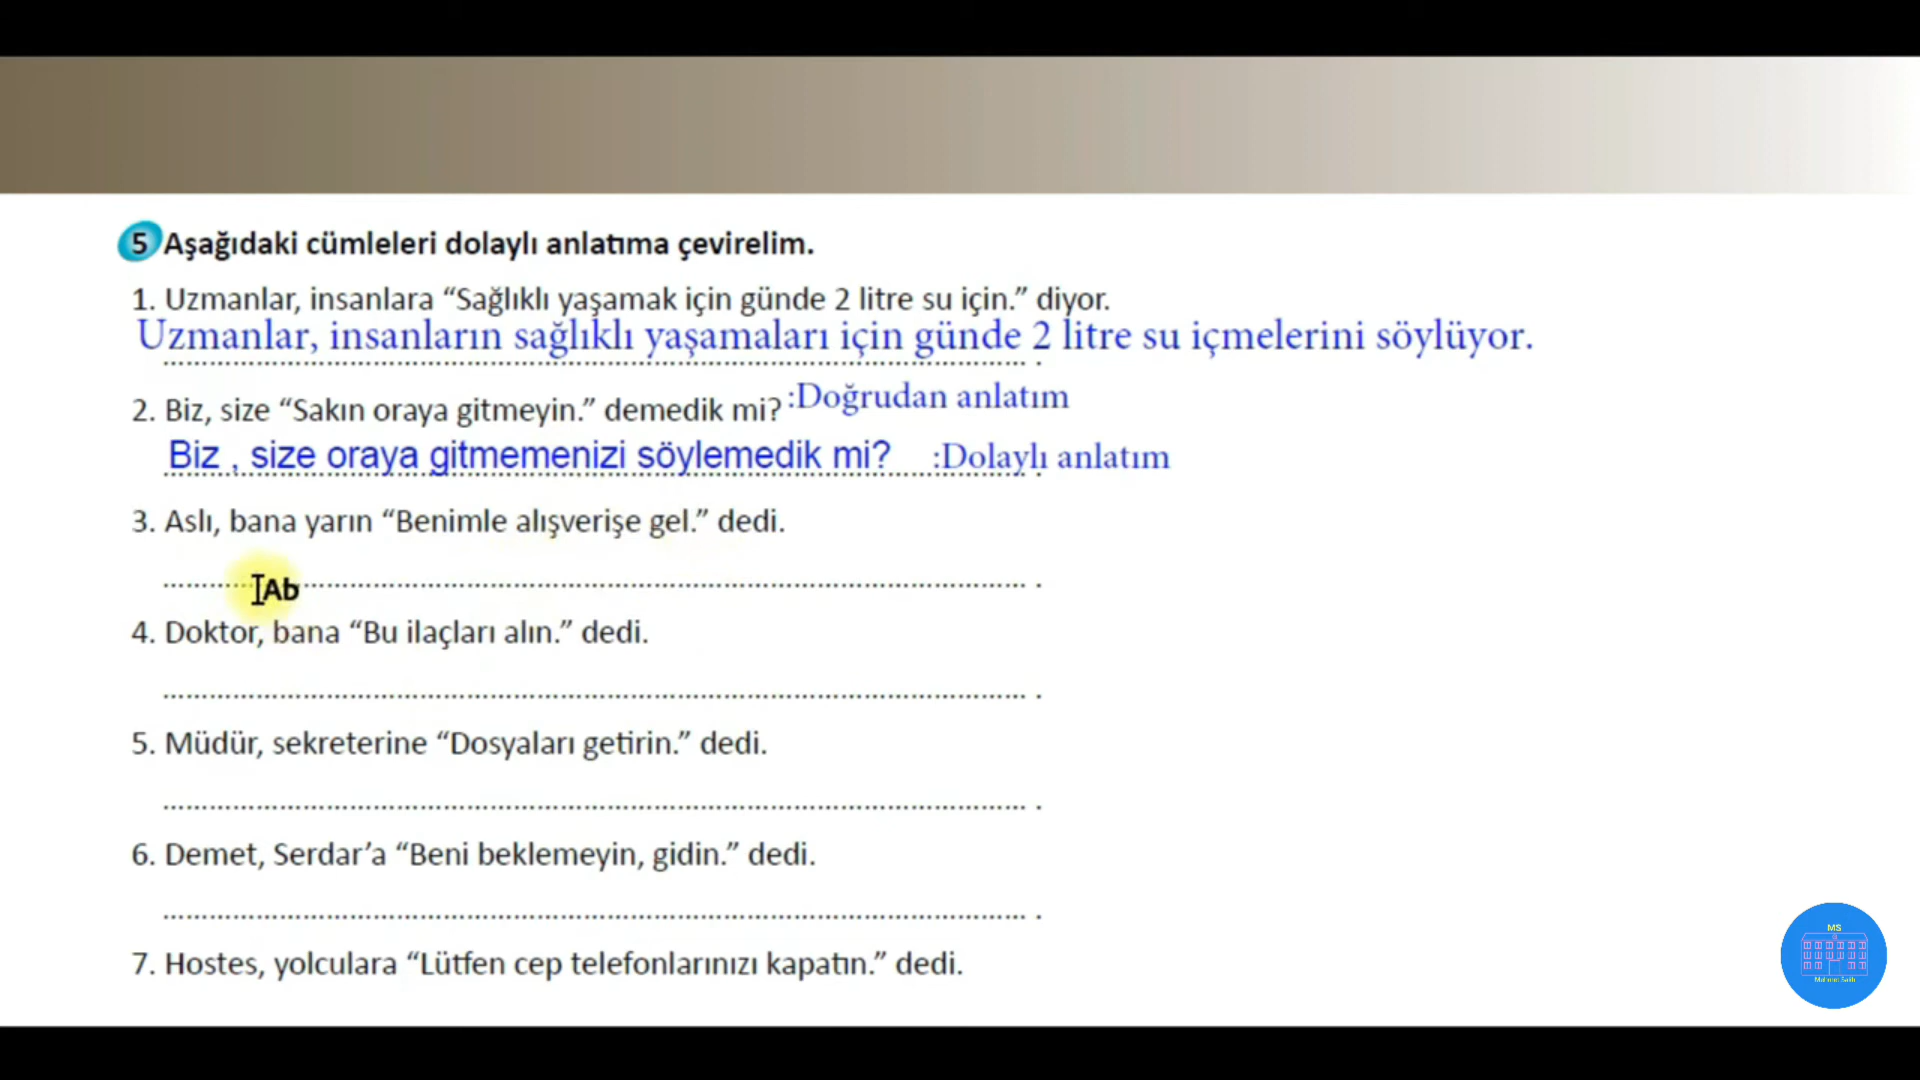 5 Aşağıdaki cümleleri dolaylı anlatıma çevirelim.
1. Uzmanlar, insanlara “Sağlıklı yaşamak için günde 2 litre su için.” diyor.
Uzmanlar, insanların sağlıklı yaşamaları için günde 2 litre su içmelerini söylüyor.
2. Biz, size “Sakın oraya gitmeyin.” demedik mi? :Doğrudan anlatım
Biz , size oraya gitmemenizi söylemedik mi? :Dolaylı anlatım
3. Aslı, bana yarın “Benimle alışverişe gel.” dedi.
Ab
4. Doktor, bana “Bu ilaçları alın.” dedi.
5. Müdür, sekreterine “Dosyaları getirin.” dedi.
6. Demet, Serdar’a “Beni beklemeyin, gidin.” dedi.
7. Hostes, yolculara “Lütfen cep telefonlarınızı kapatın.” dedi.
MS